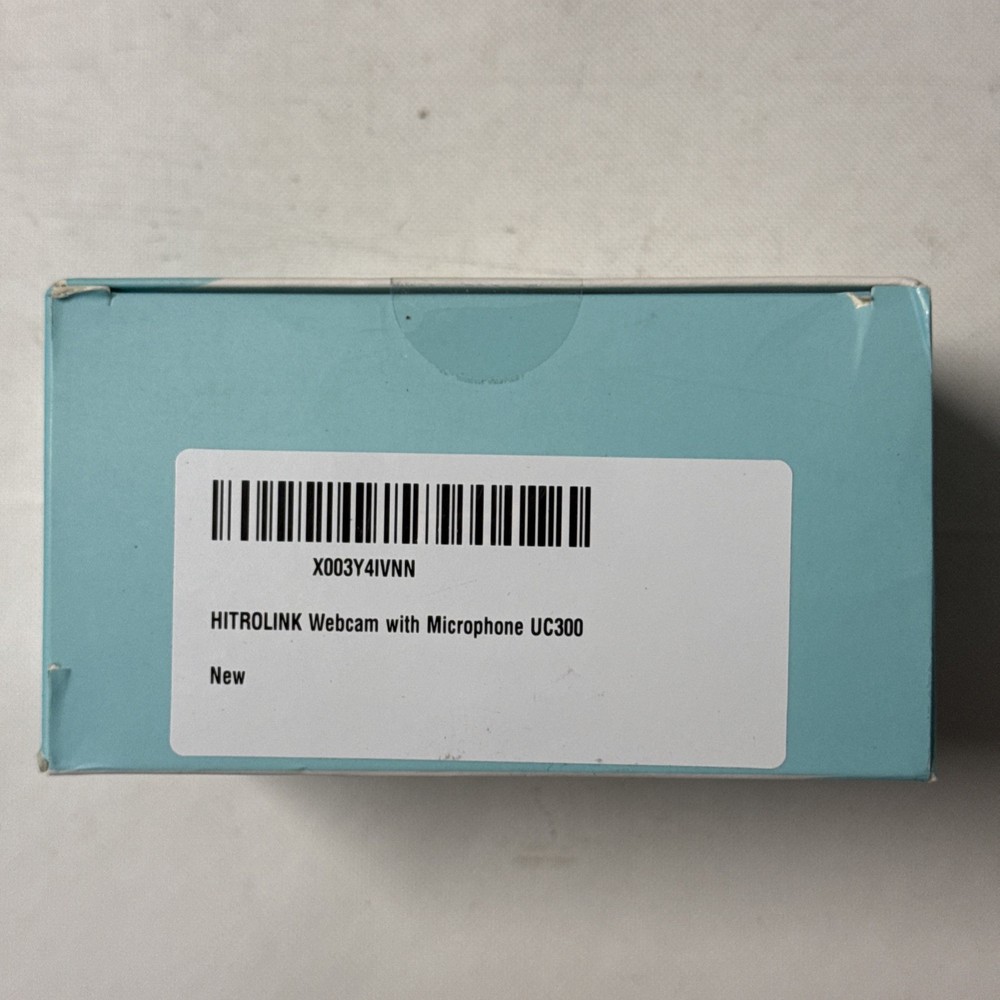 X003Y4IVNN
HITROLINK Webcam with Microphone UC300
New